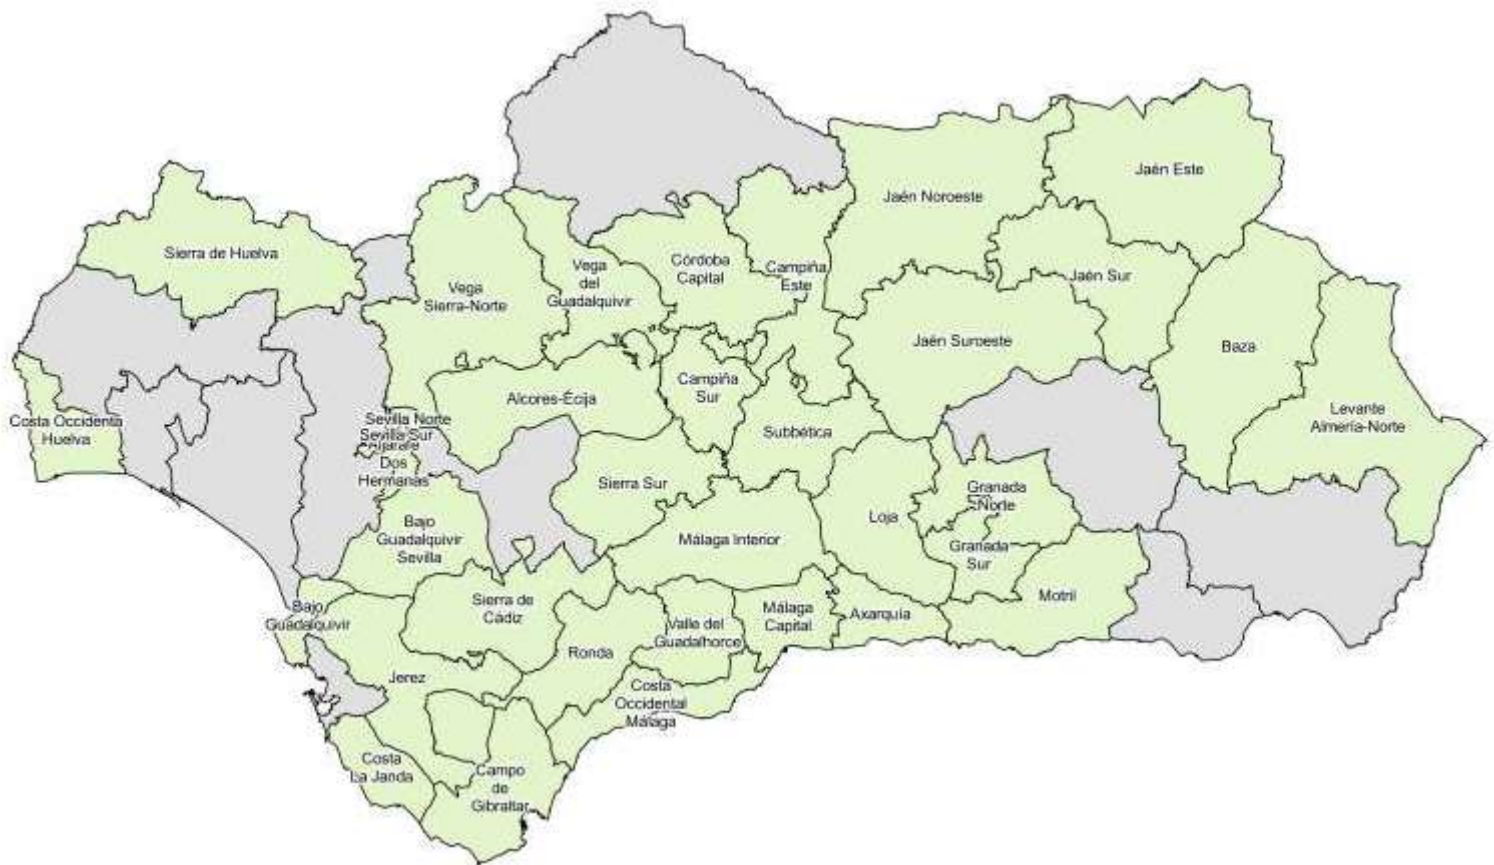 Jaén Este
Jaén Noroeste
Sierra de Huelva
Córdoba
Capital
Campiña
Este
Vega
del
Guadalquivir
Vega
Sierra-Norte
Jaén Sur
Jaén Suroeste
Baza
Campiña
Sur
Alcores-Écija
Levante
Almería-Norte
Costa Occidenta
Huelva
Sevilla Norte
Sevilla Sur
Aljarafe
Dos
Hermanas
Subbética
Sierra Sur
Granada
Norte
Loja
Bajo
Guadalquivir
Sevilla
Málaga Interior
Granada
Sur
Motril
Sierra de
Cádiz
Bajo
Guadalquivir
Málaga
Capital
Axarquía
Valle del
Guadalhorce
Ronda
Jerez
Costa
Occidental
Málaga
Costa
La Janda
Campo
de
Gibraltar